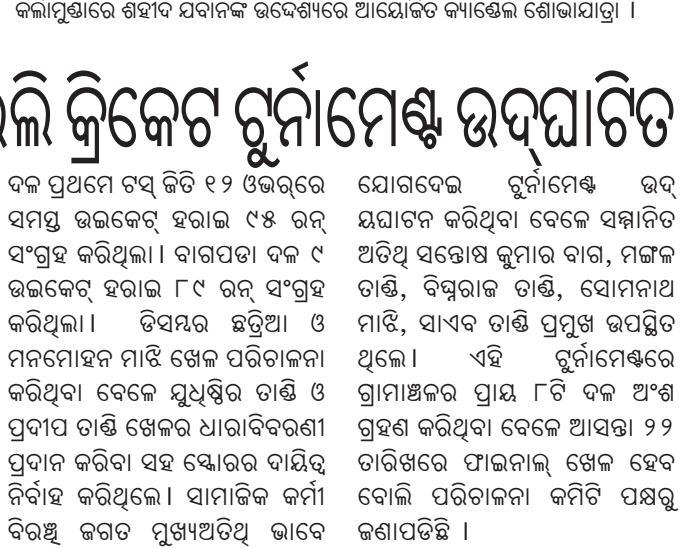 କଲାମୁଣ୍ଡାରେ ଶହୀଦ ଯବାନଙ୍କ ଉଦ୍ଦେଶ୍ୟରେ ଆୟୋଜିତ କ୍ୟାଣ୍ଡେଲ ଶୋଭାଯାତ୍ରା ।
କ୍ରିକେଟ ଟୁର୍ନାମେଣ୍ଟ ଉଦ୍‌ଘାଟିତ
ଦଳ ପ୍ରଥମେ ଟସ୍ ଜିତି ୧୨ ଓଭର୍‌ରେ
ସମସ୍ତ ଉଇକେଟ୍ ହରାଇ ୯୫ ରନ୍
ସଂଗ୍ରହ କରିଥିଲା। ବାଗପଡା ଦଳ ୯
ଉଇକେଟ୍ ହରାଇ ୮୯ ରନ୍ ସଂଗ୍ରହ
କରିଥିଲା। ଡିସମ୍ବର ଛତ୍ରିଆ ଓ
ମନମୋହନ ମାଝି ଖେଳ ପରିଚାଳନା
କରିଥିବା ବେଳେ ଯୁଧିଷ୍ଠିର ତାଣ୍ଡି ଓ
ପ୍ରଦୀପ ତାଣ୍ଡି ଖେଳର ଧାରାବିବରଣୀ
ପ୍ରଦାନ କରିବା ସହ ସ୍କୋରର ଦାୟିତ୍ୱ
ନିର୍ବାହ କରିଥିଲେ। ସାମାଜିକ କର୍ମୀ
ବିରଞ୍ଚି ଜଗତ ମୁଖ୍ୟଅତିଥି ଭାବେ
ଯୋଗଦେଇ ଟୁର୍ନାମେଣ୍ଟ ଉଦ୍
ଯଘାଟନ କରିଥିବା ବେଳେ ସମ୍ମାନିତ
ଅତିଥି ସନ୍ତୋଷ କୁମାର ବାଗ, ମଙ୍ଗଳ
ତାଣ୍ଡି, ବିଘ୍ନରାଜ ତାଣ୍ଡି, ସୋମନାଥ
ମାଝି, ସାଏବ ତାଣ୍ଡି ପ୍ରମୁଖ ଉପସ୍ଥିତ
ଥିଲେ। ଏହି ଟୁର୍ନାମେଣ୍ଟରେ
ଗ୍ରାମାଞ୍ଚଳର ପ୍ରାୟ ୮ଟି ଦଳ ଅଂଶ
ଗ୍ରହଣ କରିଥିବା ବେଳେ ଆସନ୍ତା ୨୨
ତାରିଖରେ ଫାଇନାଲ୍ ଖେଳ ହେବ
ବୋଲି ପରିଚାଳନା କମିଟି ପକ୍ଷରୁ
ଜଣାପଡିଛି ।